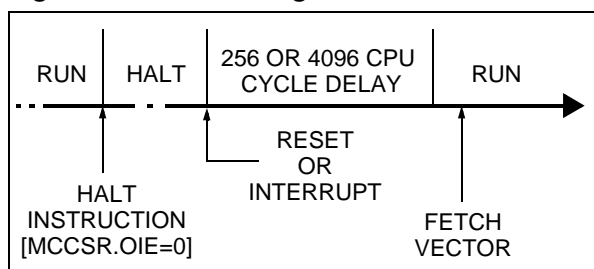 RUN
HALT
256 OR 4096 CPU
CYCLE DELAY
RUN
RESET
OR
INTERRUPT
HALT
INSTRUCTION
[MCCSR.OIE=0]
FETCH
VECTOR